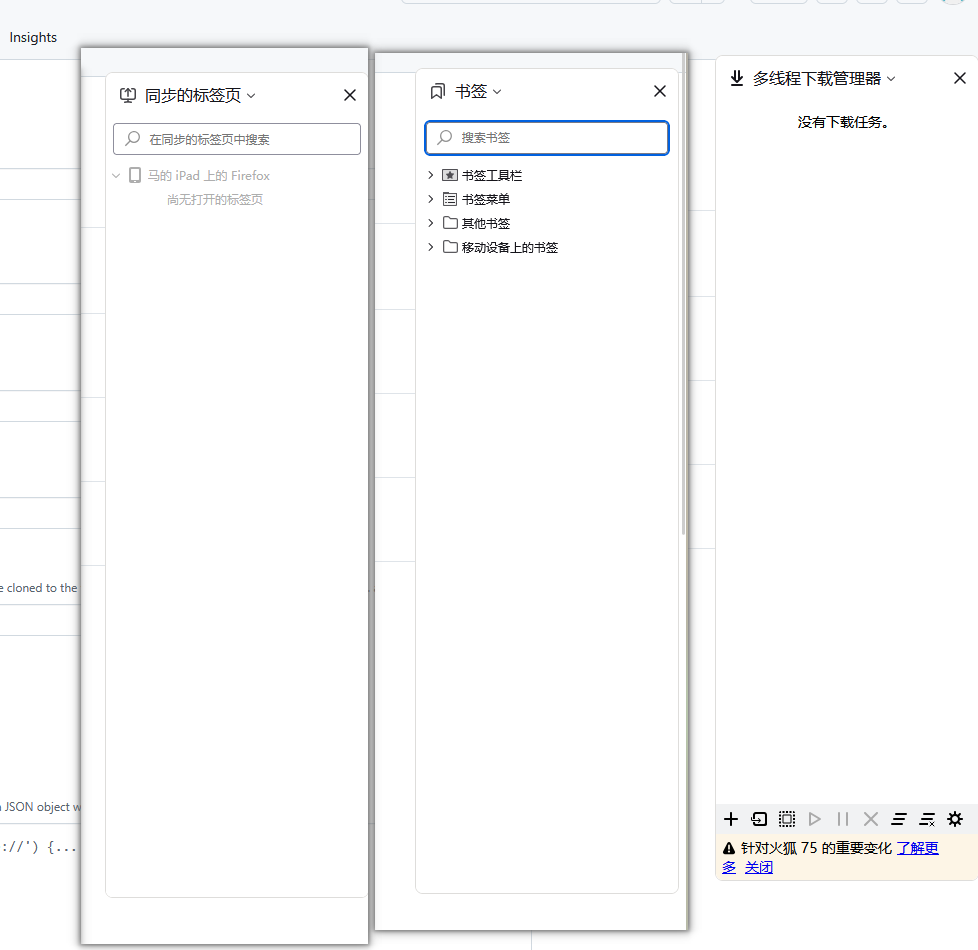 Insights
同步的标签页
在同步的标签页中搜索
马的 iPad 上的 Firefox
尚无打开的标签页
书签
搜索书签
书签工具栏
书签菜单
其他书签
移动设备上的书签
多线程下载管理器
没有下载任务。
针对火狐 75 的重要变化 了解更
多 关闭
e cloned to the
JSON object w
://') {...